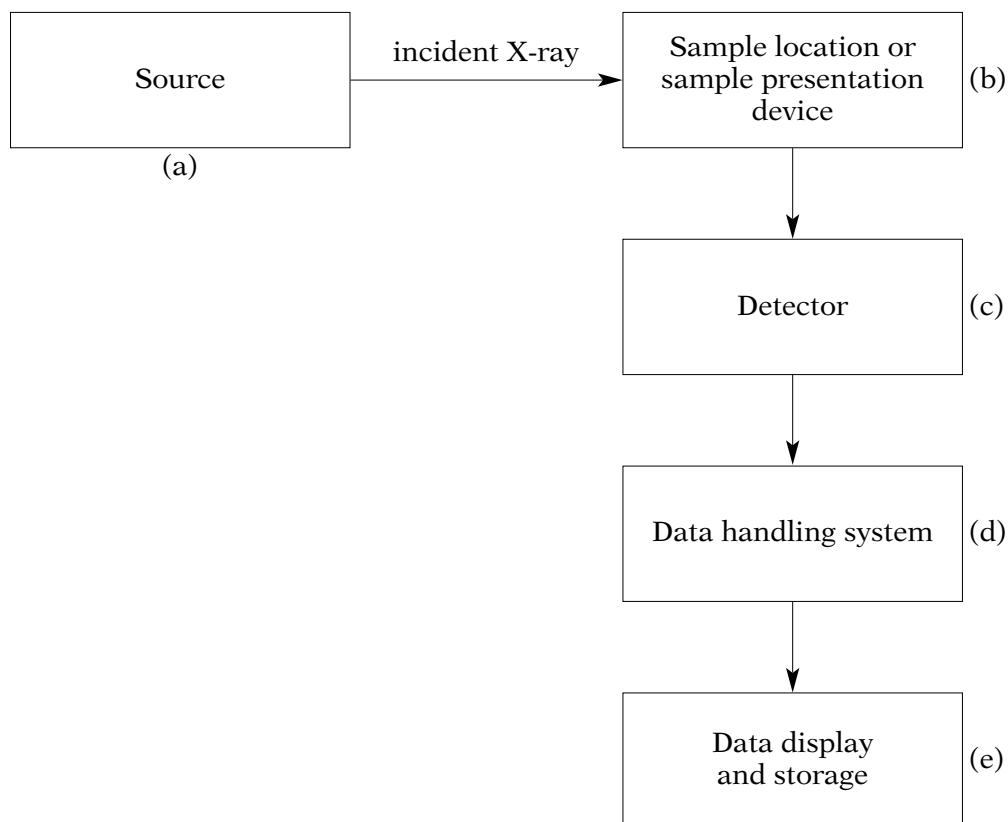 Source
(a)
incident X-ray
Sample location or
sample presentation
device
(b)
Detector
(c)
Data handling system
(d)
Data display
and storage
(e)